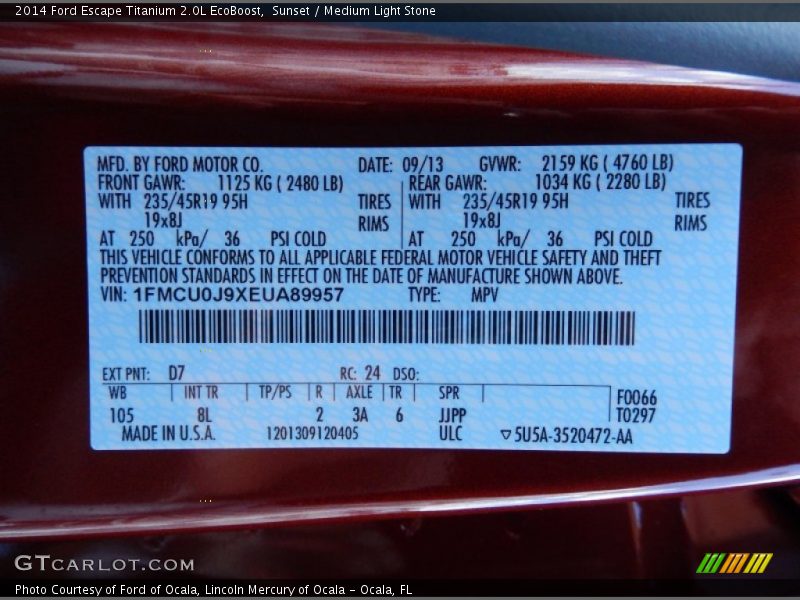 2014 Ford Escape Titanium 2.0L EcoBoost,  Sunset / Medium Light Stone
MFD. BY FORD MOTOR CO. DATE: 09/13 GVWR: 2159 KG ( 4760 LB)
FRONT GAWR: 1125 KG ( 2480 LB) REAR GAWR: 1034 KG ( 2280 LB)
WITH 235/45R19 95H TIRES WITH 235/45R19 95H TIRES
19x8J RIMS 19x8J RIMS
AT 250 kPa/ 36 PSI COLD AT 250 kPa/ 36 PSI COLD
THIS VEHICLE CONFORMS TO ALL APPLICABLE FEDERAL MOTOR VEHICLE SAFETY AND THEFT
PREVENTION STANDARDS IN EFFECT ON THE DATE OF MANUFACTURE SHOWN ABOVE.
VIN: 1FMCU0J9XEUA89957 TYPE: MPV
EXT PNT: D7 RC: 24 DSO:
WB INT TR TP/PS R AXLE TR SPR F0066
105 8L 2 3A 6 JJPP T0297
MADE IN U.S.A. 1201309120405 ULC ▽5U5A-3520472-AA
GTCARLOT.COM
Photo Courtesy of Ford of Ocala, Lincoln Mercury of Ocala - Ocala, FL